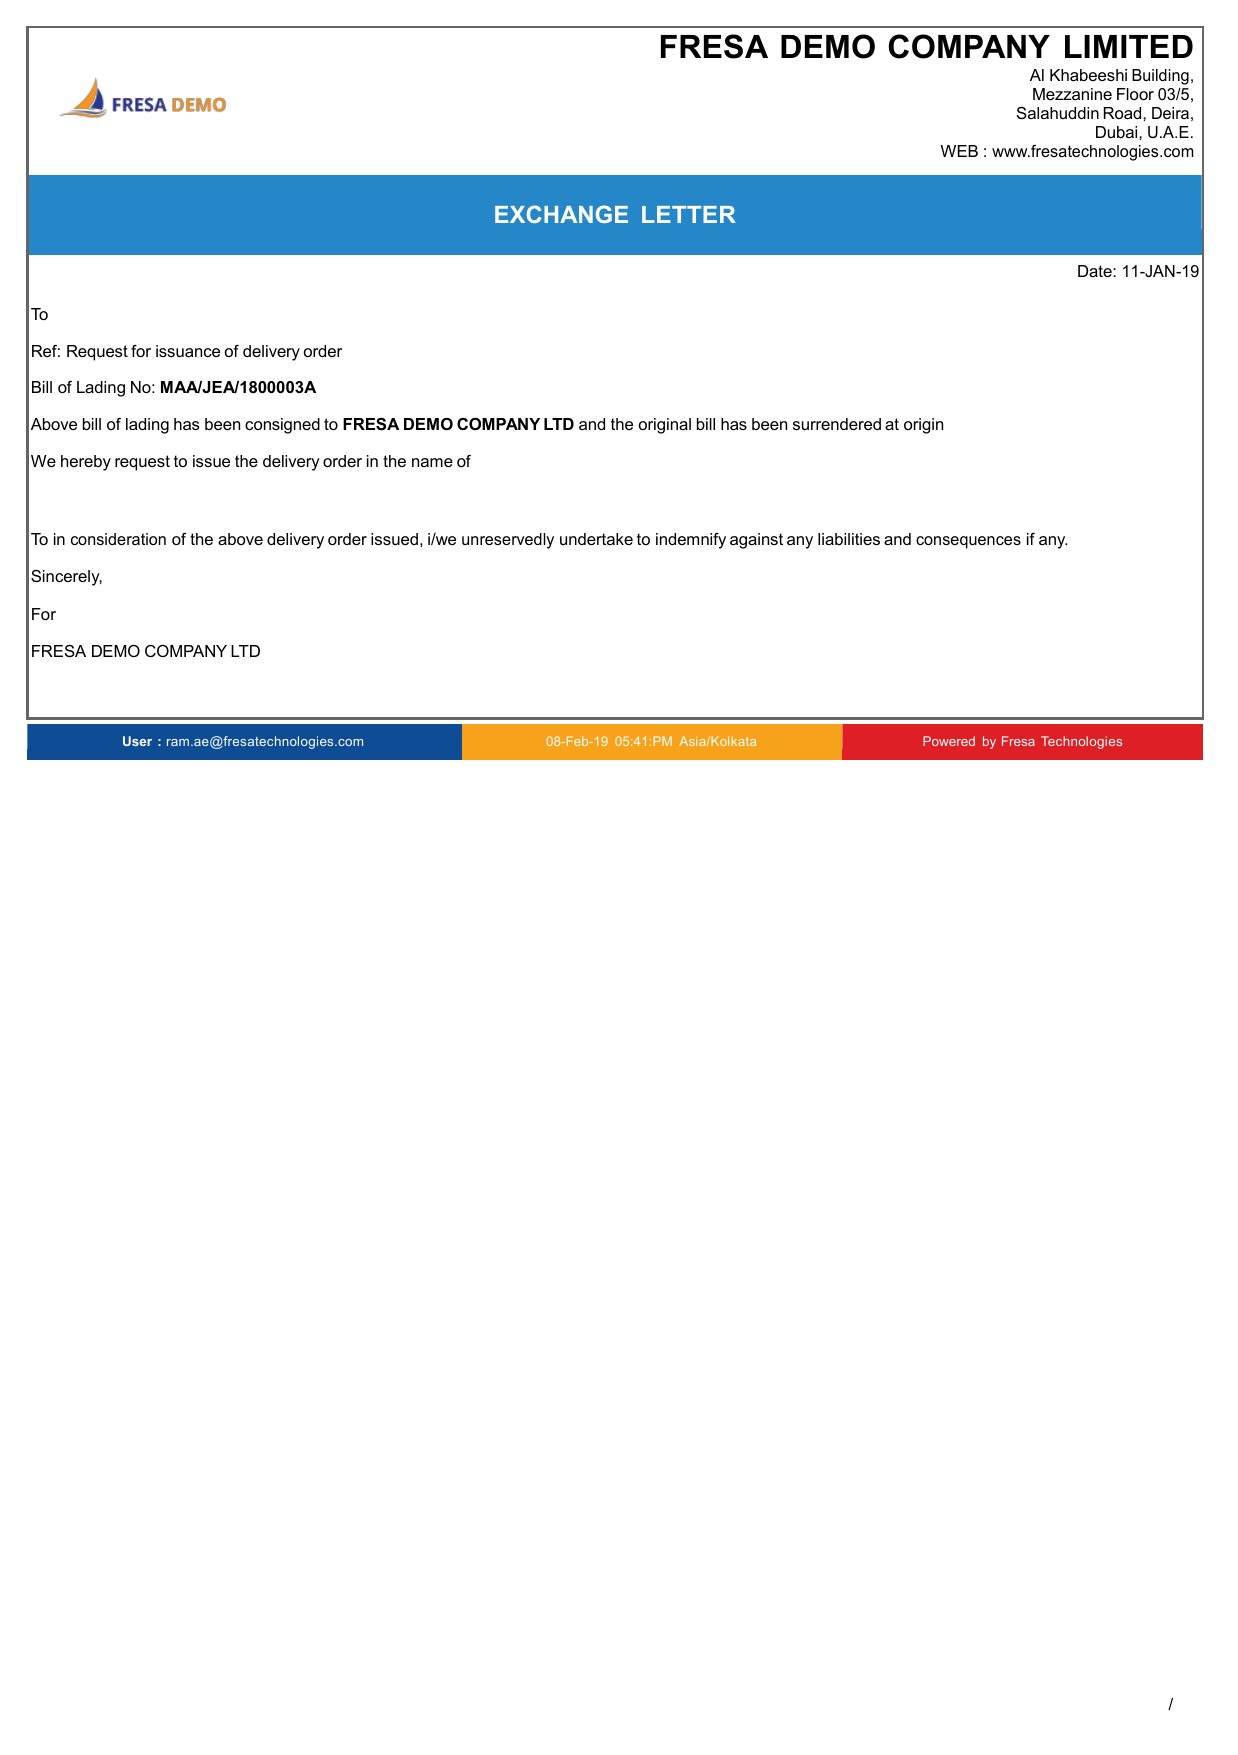 FRESA DEMO COMPANY LIMITED
Al Khabeeshi Building,
Mezzanine Floor 03/5,
Salahuddin Road, Deira,
Dubai, U.A.E.
WEB : www.fresatechnologies.com
FRESA DEMO
EXCHANGE LETTER
Date: 11-JAN-19
To
Ref: Request for issuance of delivery order
Bill of Lading No: MAA/JEA/1800003A
Above bill of lading has been consigned to FRESA DEMO COMPANY LTD and the original bill has been surrendered at origin
We hereby request to issue the delivery order in the name of
To in consideration of the above delivery order issued, i/we unreservedly undertake to indemnify against any liabilities and consequences if any.
Sincerely,
For
FRESA DEMO COMPANY LTD
User : ram.ae@fresatechnologies.com
08-Feb-19 05:41:PM Asia/Kolkata
Powered by Fresa Technologies
/